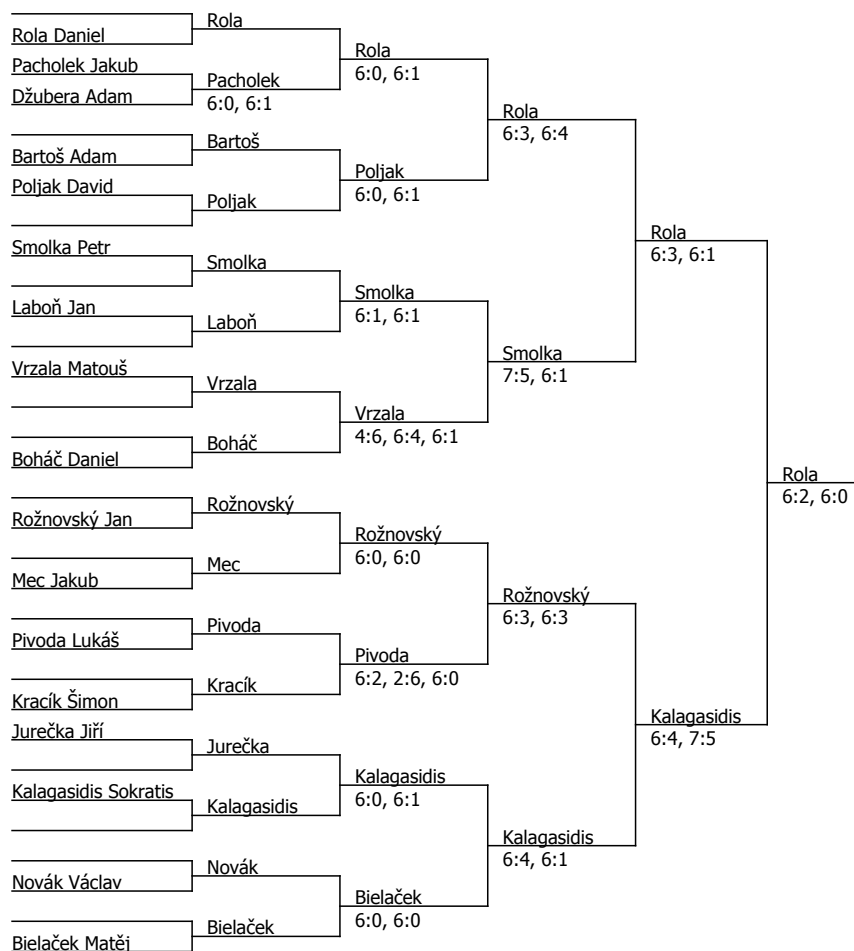 Rola Daniel
Pacholek Jakub
Džubera Adam
Bartoš Adam
Poljak David
Smolka Petr
Laboň Jan
Vrzala Matouš
Boháč Daniel
Rožnovský Jan
Mec Jakub
Pivoda Lukáš
Kracík Šimon
Jurečka Jiří
Kalagasidis Sokratis
Novák Václav
Bielaček Matěj
Rola
Pacholek
6:0, 6:1
Bartoš
Poljak
Smolka
Laboň
Vrzala
Boháč
Rožnovský
Mec
Pivoda
Kracík
Jurečka
Kalagasidis
Novák
Bielaček
Rola
6:0, 6:1
Poljak
6:0, 6:1
Smolka
6:1, 6:1
Vrzala
4:6, 6:4, 6:1
Rožnovský
6:0, 6:0
Pivoda
6:2, 2:6, 6:0
Kalagasidis
6:0, 6:1
Bielaček
6:0, 6:0
Rola
6:3, 6:4
Smolka
7:5, 6:1
Rožnovský
6:3, 6:3
Kalagasidis
6:4, 6:1
Rola
6:3, 6:1
Kalagasidis
6:4, 7:5
Rola
6:2, 6:0